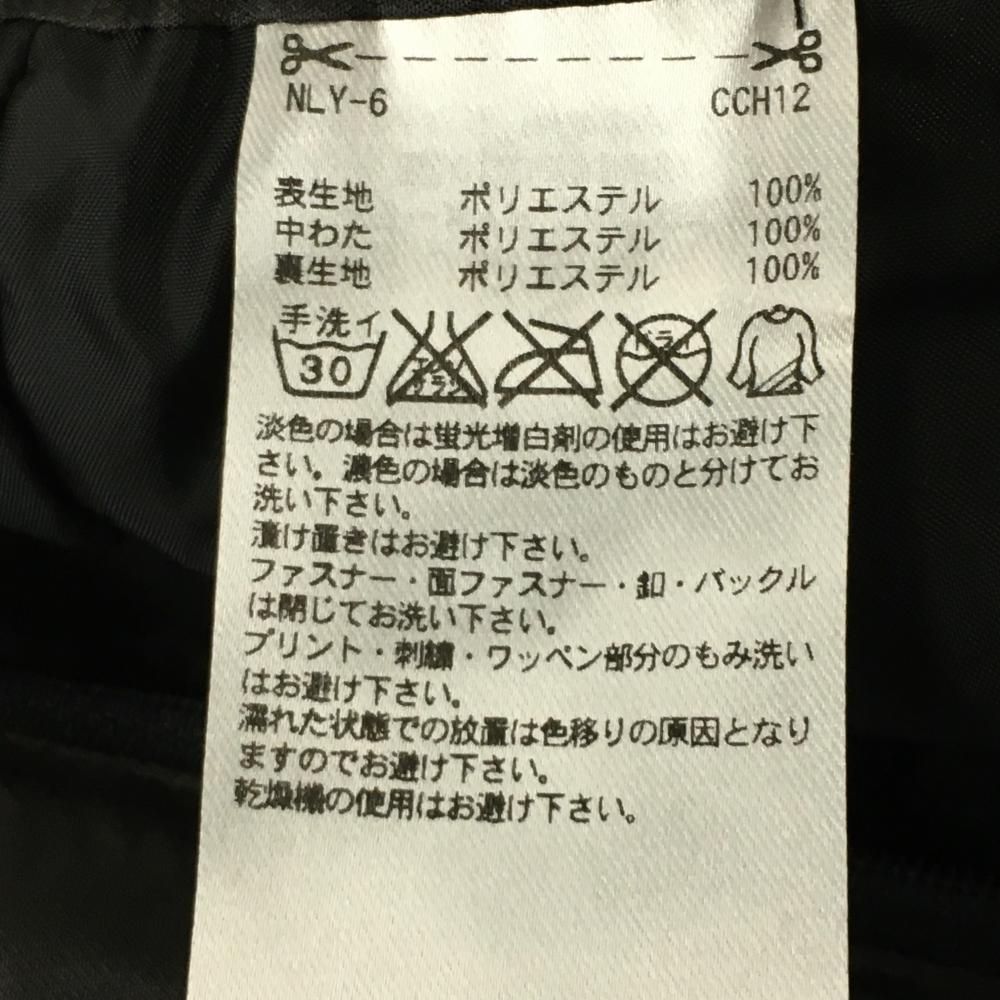 NLY-6 CCH12
表生地 ポリエステル 100%
中わた ポリエステル 100%
裏生地 ポリエステル 100%
手洗イ
30
エンソ
サラシ
ドライ
淡色の場合は蛍光増白剤の使用はお避け下
さい。濃色の場合は淡色のものと分けてお
洗い下さい。
漬け置きはお避け下さい。
ファスナー・面ファスナー・釦・バックル
は閉じてお洗い下さい。
プリント・刺繍・ワッペン部分のもみ洗い
はお避け下さい。
濡れた状態での放置は色移りの原因となり
ますのでお避け下さい。
乾燥機の使用はお避け下さい。